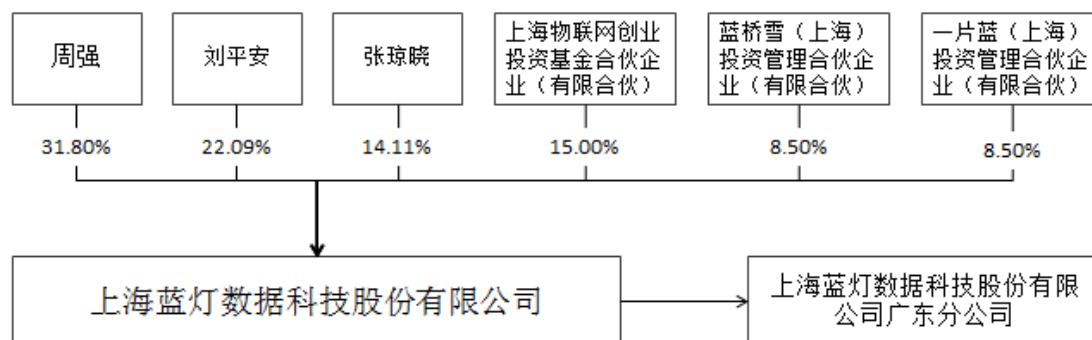 周强
刘平安
张琼晓
上海物联网创业
投资基金合伙企
业（有限合伙）
蓝桥雪（上海）
投资管理合伙企
业（有限合伙）
一片蓝（上海）
投资管理合伙企
业（有限合伙）
31.80%
22.09%
14.11%
15.00%
8.50%
8.50%
上海蓝灯数据科技股份有限公司
上海蓝灯数据科技股份有限
公司广东分公司